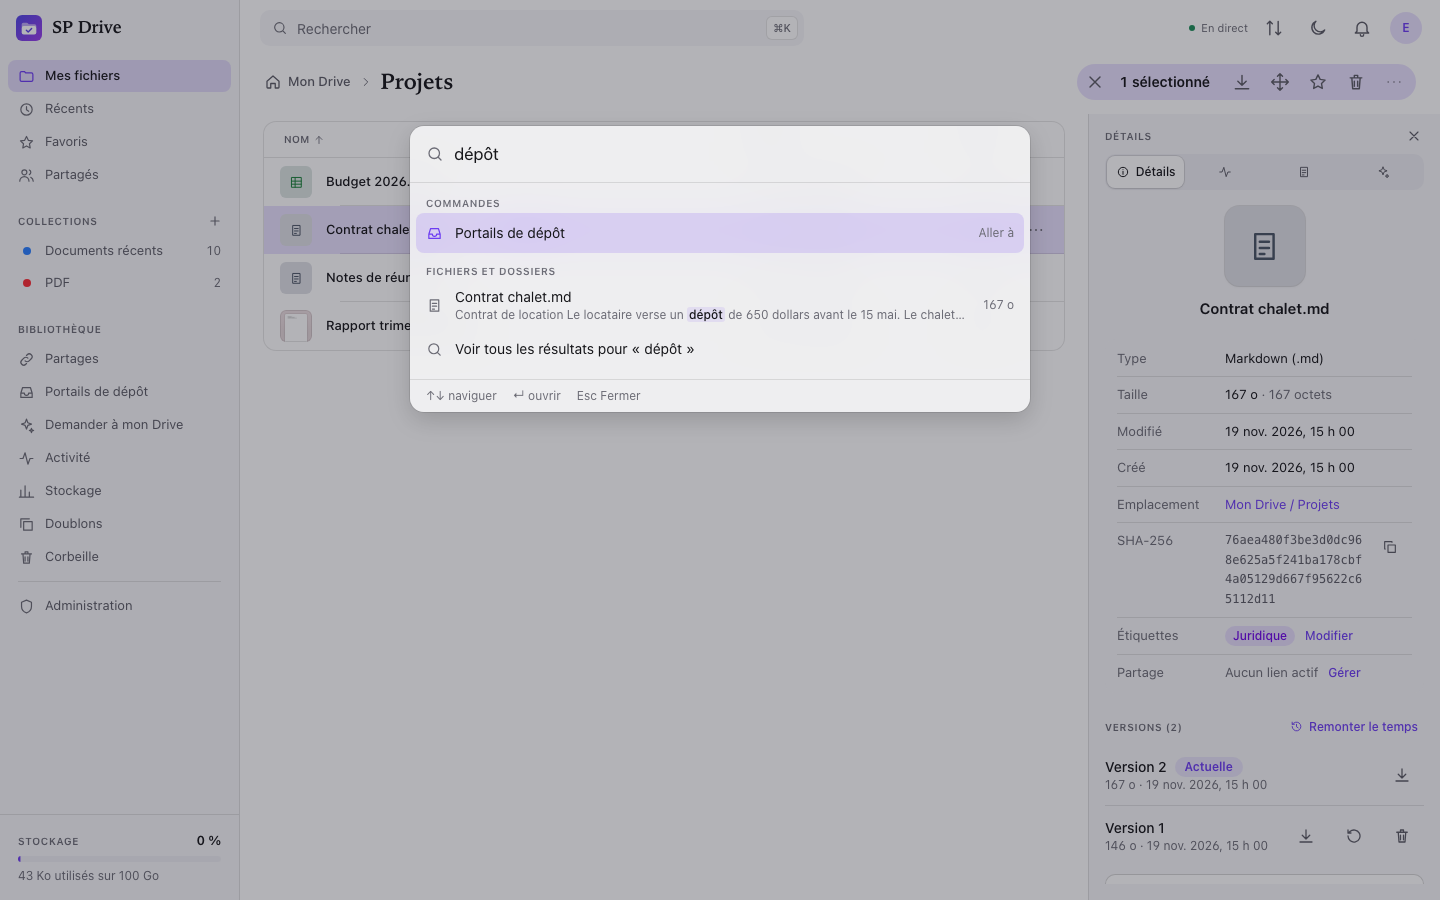 SP Drive
Rechercher
⌘K
En direct
E
Mes fichiers
Récents
Favoris
Partagés
COLLECTIONS
Documents récents 10
PDF 2
BIBLIOTHÈQUE
Partages
Portails de dépôt
Demander à mon Drive
Activité
Stockage
Doublons
Corbeille
Administration
STOCKAGE 0 %
43 Ko utilisés sur 100 Go
Mon Drive > Projets
1 sélectionné
NOM ↑
Budget 2026.
Contrat chale
Notes de réu
Rapport trime
dépôt
COMMANDES
Portails de dépôt Aller à
FICHIERS ET DOSSIERS
Contrat chalet.md
Contrat de location Le locataire verse un dépôt de 650 dollars avant le 15 mai. Le chalet…
167 o
Voir tous les résultats pour « dépôt »
↑↓ naviguer ↵ ouvrir Esc Fermer
DÉTAILS
Détails
Contrat chalet.md
Type Markdown (.md)
Taille 167 o · 167 octets
Modifié 19 nov. 2026, 15 h 00
Créé 19 nov. 2026, 15 h 00
Emplacement Mon Drive / Projets
SHA-256 76aea480f3be3d0dc96
8e625a5f241ba178cbf
4a05129d667f95622c6
5112d11
Étiquettes Juridique Modifier
Partage Aucun lien actif Gérer
VERSIONS (2) Remonter le temps
Version 2 Actuelle
167 o · 19 nov. 2026, 15 h 00
Version 1
146 o · 19 nov. 2026, 15 h 00